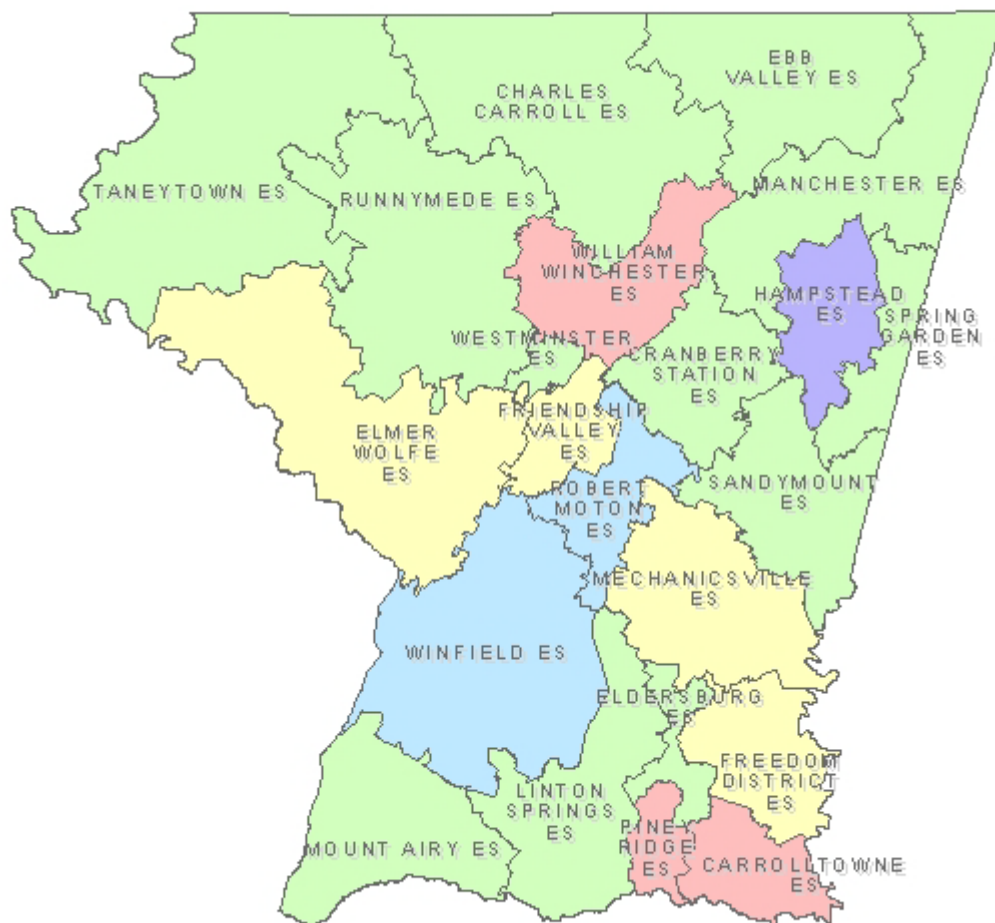 EBB
VALLEY ES
CHARLES
CARROLL ES
TANEYTOWN ES
RUNNYMEDE ES
MANCHESTER ES
WILLIAM
WINCHESTER
ES
HAMPSTEAD
ES
SPRING
GARDEN
ES
WESTMINSTER
ES
CRANBERRY
STATION
ES
ELMER
WOLFE
ES
FRIENDSHIP
VALLEY
ES
ROBERT
MOTON
ES
SANDYMOUNT
ES
MECHANICSVILLE
ES
WINFIELD ES
ELDERSBURG
ES
FREEDOM
DISTRICT
ES
LINTON
SPRINGS
ES
MOUNT AIRY ES
PINEY
RIDGE
ES
CARROLLTOWNE
ES